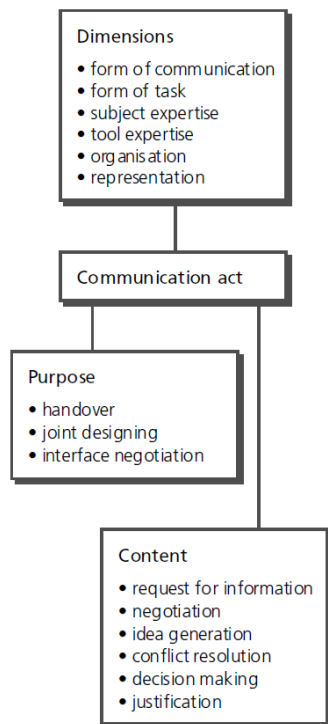 Dimensions
• form of communication
• form of task
• subject expertise
• tool expertise
• organisation
• representation
Communication act
Purpose
• handover
• joint designing
• interface negotiation
Content
• request for information
• negotiation
• idea generation
• conflict resolution
• decision making
• justification